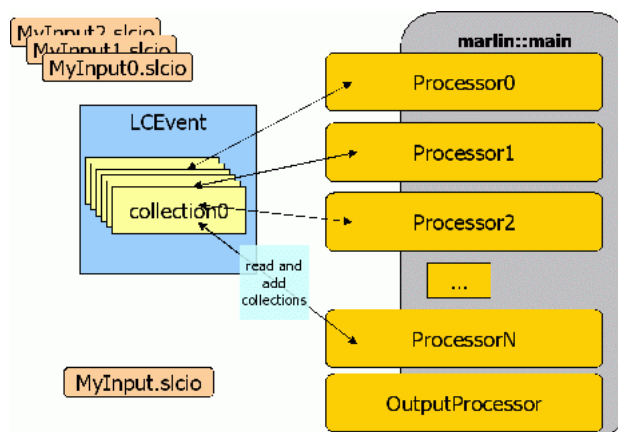 MyInput2.slcio
MyInput1.slcio
MyInput0.slcio
marlin::main
LCEvent
collection0
Processor0
Processor1
Processor2
...
read and
add
collections
ProcessorN
MyInput.slcio
OutputProcessor